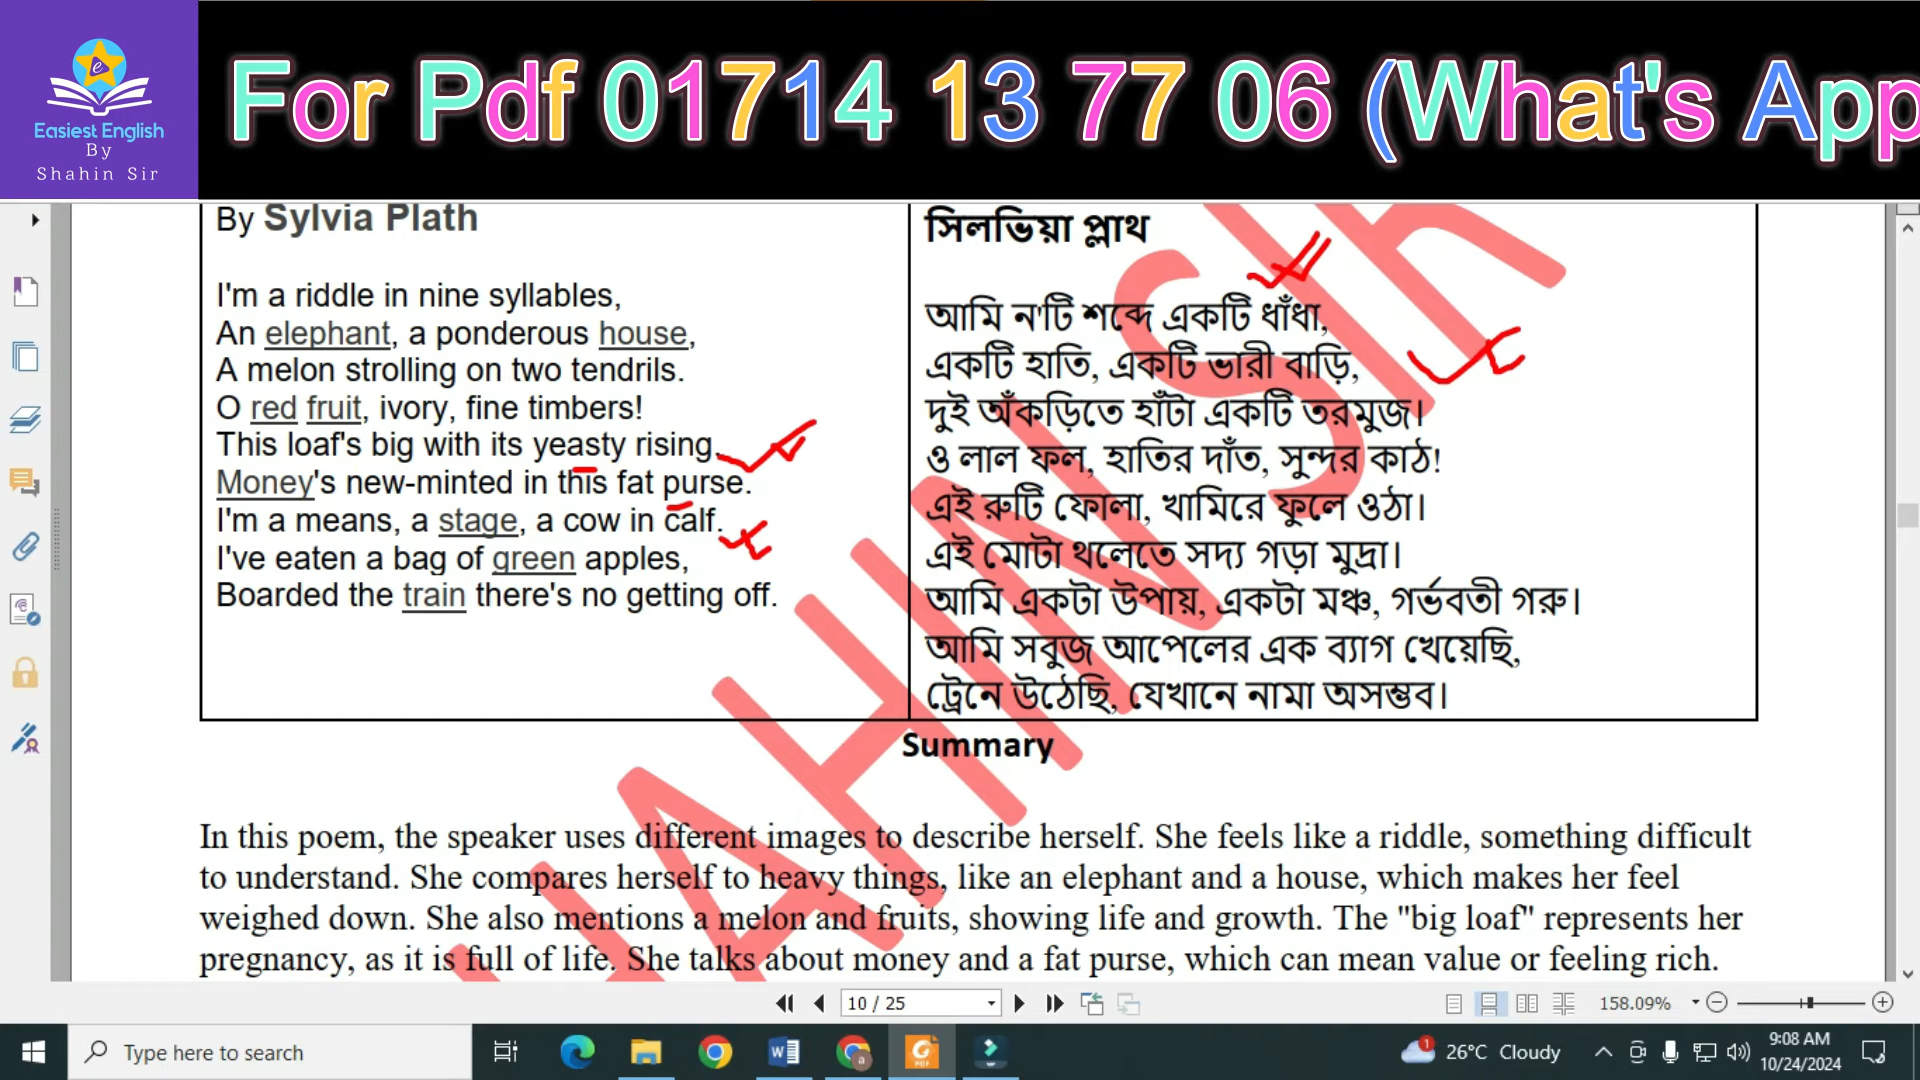 For Pdf 01714 13 77 06 (What's App
Easiest English
By
Shahin Sir
By Sylvia Plath
I'm a riddle in nine syllables,
An elephant, a ponderous house,
A melon strolling on two tendrils.
O red fruit, ivory, fine timbers!
This loaf's big with its yeasty rising.
Money's new-minted in this fat purse.
I'm a means, a stage, a cow in calf.
I've eaten a bag of green apples,
Boarded the train there's no getting off.
সিলভিয়া প্লাথ
আমি ন'টি শব্দে একটি ধাঁধা,
একটি হাতি, একটি ভারী বাড়ি,
দুই আঁকড়িতে হাঁটা একটি তরমুজ।
ও লাল ফল, হাতির দাঁত, সুন্দর কাঠ!
এই রুটি ফোলা, খামিরে ফুলে ওঠা।
এই মোটা থলেতে সদ্য গড়া মুদ্রা।
আমি একটা উপায়, একটা মঞ্চ, গর্ভবতী গরু।
আমি সবুজ আপেলের এক ব্যাগ খেয়েছি,
ট্রেনে উঠেছি, যেখানে নামা অসম্ভব।
Summary
In this poem, the speaker uses different images to describe herself. She feels like a riddle, something difficult
to understand. She compares herself to heavy things, like an elephant and a house, which makes her feel
weighed down. She also mentions a melon and fruits, showing life and growth. The "big loaf" represents her
pregnancy, as it is full of life. She talks about money and a fat purse, which can mean value or feeling rich.
SHAHIN SIR
10 / 25
158.09%
Type here to search
26°C Cloudy
9:08 AM
10/24/2024